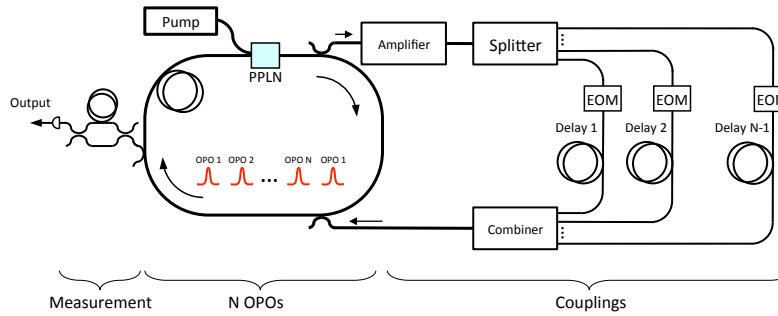 Pump
PPLN
Amplifier
Splitter
Output
EOM
EOM
EOM
Delay 1
Delay 2
Delay N-1
OPO 1
OPO 2
...
OPO N
OPO 1
Combiner
Measurement
N OPOs
Couplings